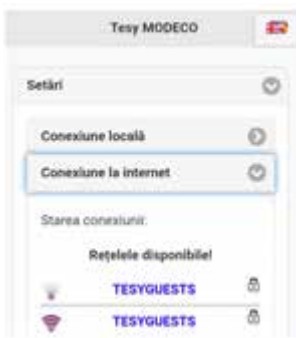 Tesy MODECO
Setări
Conexiune locală
Conexiune la internet
Starea conexiunii:
Rețelele disponibile!
TESYGUESTS
TESYGUESTS